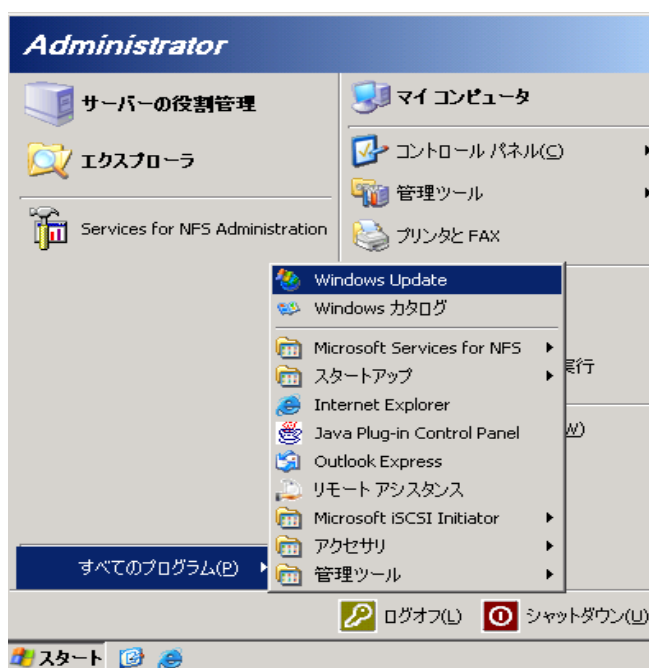 Administrator
サーバーの役割管理
エクスプローラ
Services for NFS Administration
マイ コンピュータ
コントロール パネル(C)
管理ツール
プリンタと FAX
実行
W)
Windows Update
Windows カタログ
Microsoft Services for NFS
スタートアップ
Internet Explorer
Java Plug-in Control Panel
Outlook Express
リモート アシスタンス
Microsoft iSCSI Initiator
アクセサリ
管理ツール
すべてのプログラム(P)
ログオフ(L)
シャットダウン(U)
スタート